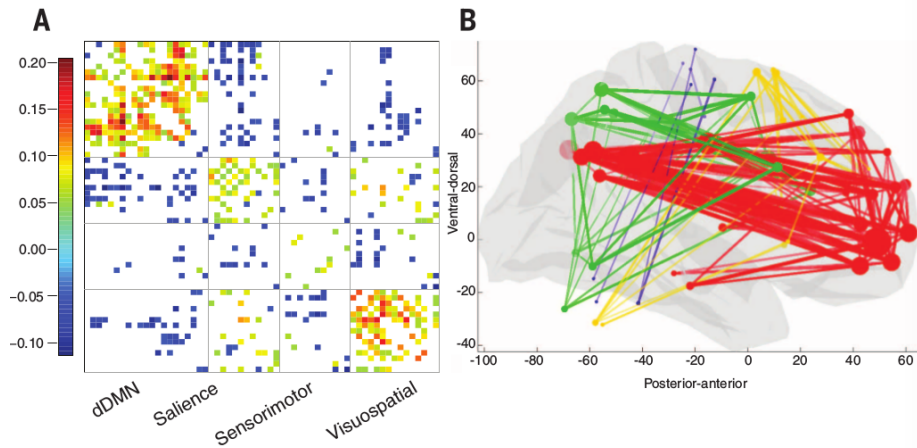 A
0.20
0.15
0.10
0.05
0.00
−0.05
−0.10
dDMN
Salience
Sensorimotor
Visuospatial
B
Ventral-dorsal
60
40
20
0
-20
-40
-100 -80 -60 -40 -20 0 20 40 60
Posterior-anterior